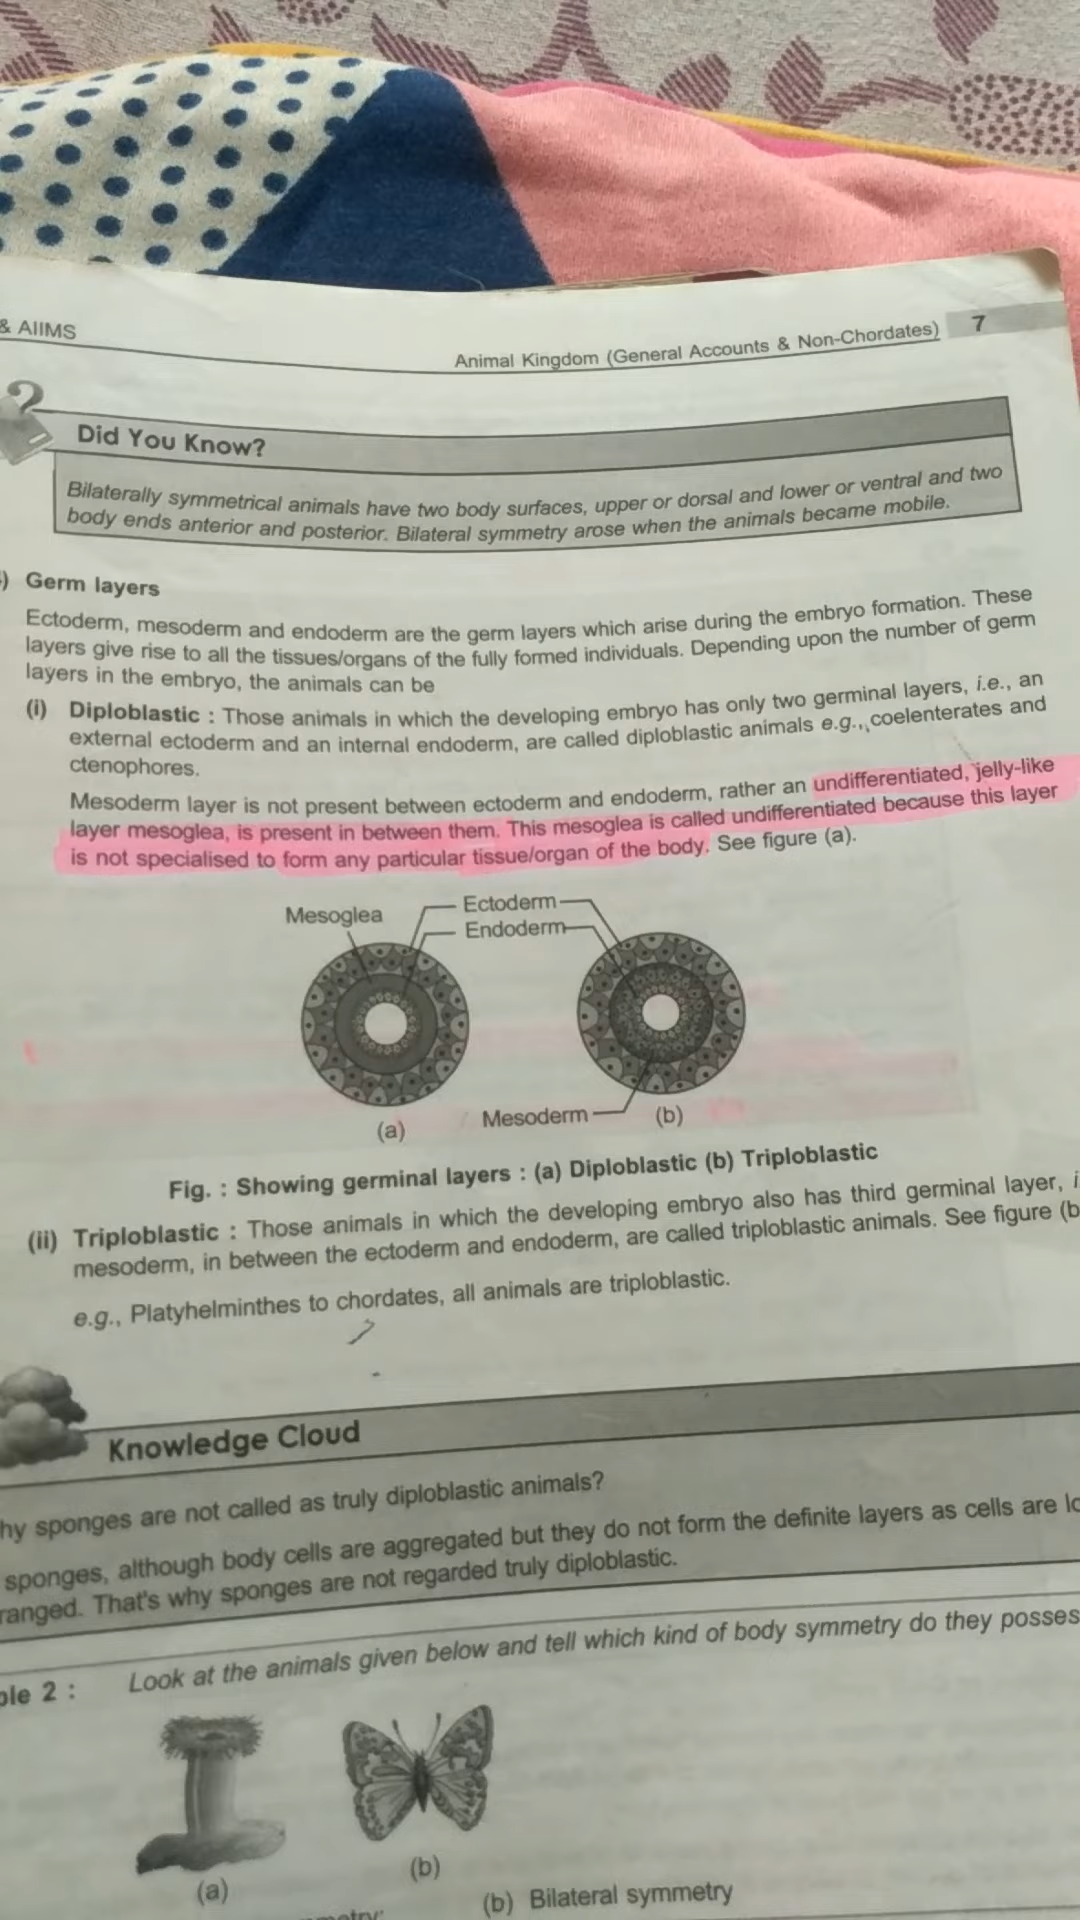 & AIIMS
Animal Kingdom (General Accounts & Non-Chordates) 7
Did You Know?
Bilaterally symmetrical animals have two body surfaces, upper or dorsal and lower or ventral and two
body ends anterior and posterior. Bilateral symmetry arose when the animals became mobile.
) Germ layers
Ectoderm, mesoderm and endoderm are the germ layers which arise during the embryo formation. These
layers give rise to all the tissues/organs of the fully formed individuals. Depending upon the number of germ
layers in the embryo, the animals can be
(i) Diploblastic : Those animals in which the developing embryo has only two germinal layers, i.e., an
external ectoderm and an internal endoderm, are called diploblastic animals e.g., coelenterates and
ctenophores.
Mesoderm layer is not present between ectoderm and endoderm, rather an undifferentiated, jelly-like
layer mesoglea, is present in between them. This mesoglea is called undifferentiated because this layer
is not specialised to form any particular tissue/organ of the body. See figure (a).
Mesoglea
Ectoderm
Endoderm
Mesoderm
(a)
(b)
Fig. : Showing germinal layers : (a) Diploblastic (b) Triploblastic
(ii) Triploblastic : Those animals in which the developing embryo also has third germinal layer, i
mesoderm, in between the ectoderm and endoderm, are called triploblastic animals. See figure (b
e.g., Platyhelminthes to chordates, all animals are triploblastic.
Knowledge Cloud
hy sponges are not called as truly diploblastic animals?
sponges, although body cells are aggregated but they do not form the definite layers as cells are lo
ranged. That's why sponges are not regarded truly diploblastic.
ple 2 : Look at the animals given below and tell which kind of body symmetry do they posses
(a)
(b)
(b) Bilateral symmetry